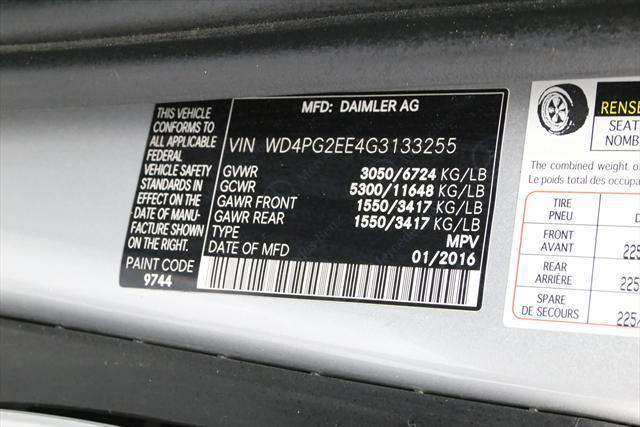 THIS VEHICLE
CONFORMS TO
ALL APPLICABLE
FEDERAL
VEHICLE SAFETY
STANDARDS IN
EFFECT ON THE
DATE OF MANU-
FACTURE SHOWN
ON THE RIGHT.
PAINT CODE
9744
MFD: DAIMLER AG
VIN WD4PG2EE4G3133255
GVWR 3050/6724 KG/LB
GCWR 5300/11648 KG/LB
GAWR FRONT 1550/3417 KG/LB
GAWR REAR 1550/3417 KG/LB
TYPE MPV
DATE OF MFD 01/2016
RENSE
SEAT
NOMB
The combined weight of
Le poids total des occupa
TIRE
PNEU
FRONT
AVANT 225
REAR
ARRIÈRE 225
SPARE
DE SECOURS 225/